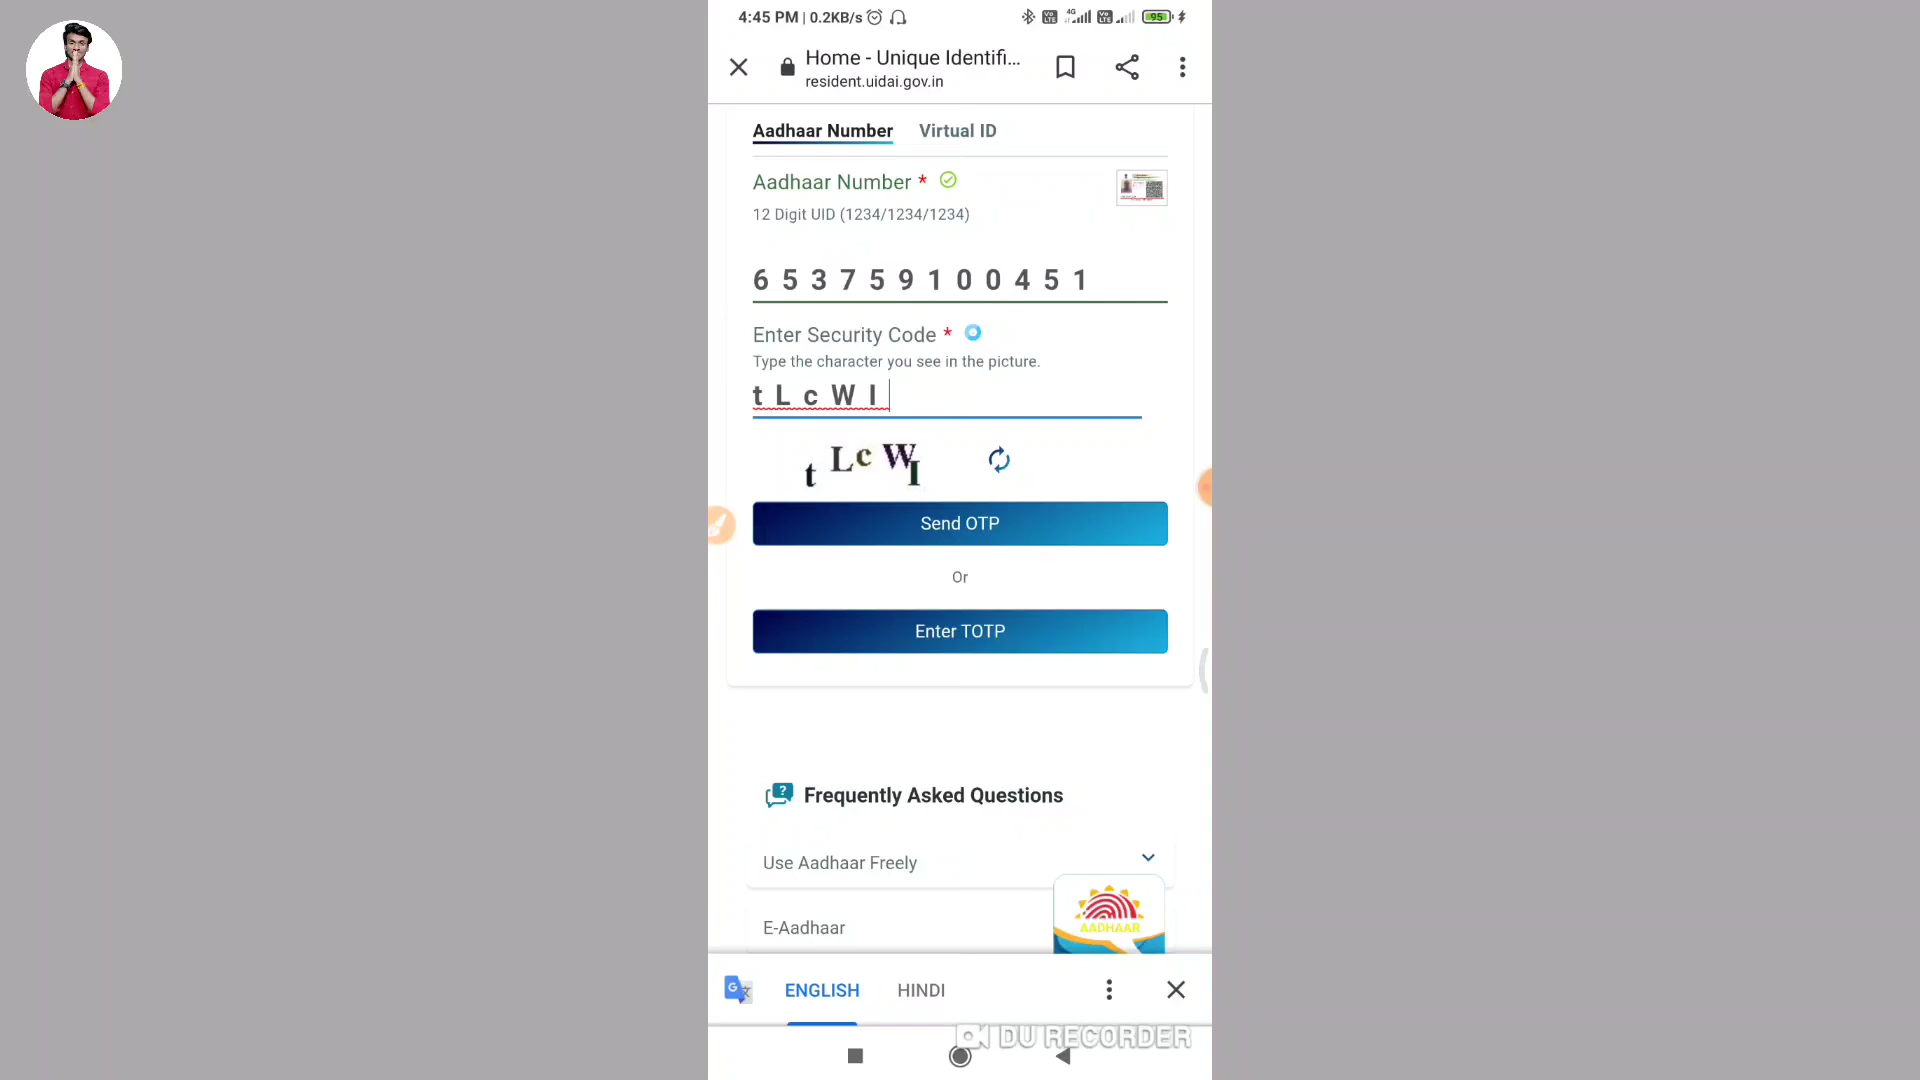 4:45 PM | 0.2KB/s
4G
95
Home - Unique Identifi...
resident.uidai.gov.in
Aadhaar Number
Virtual ID
Aadhaar Number *
12 Digit UID (1234/1234/1234)
6 5 3 7 5 9 1 0 0 4 5 1
Enter Security Code *
Type the character you see in the picture.
t L c W I
t L c W I
Send OTP
Or
Enter TOTP
Frequently Asked Questions
Use Aadhaar Freely
E-Aadhaar
AADHAAR
ENGLISH
HINDI
DU RECORDER